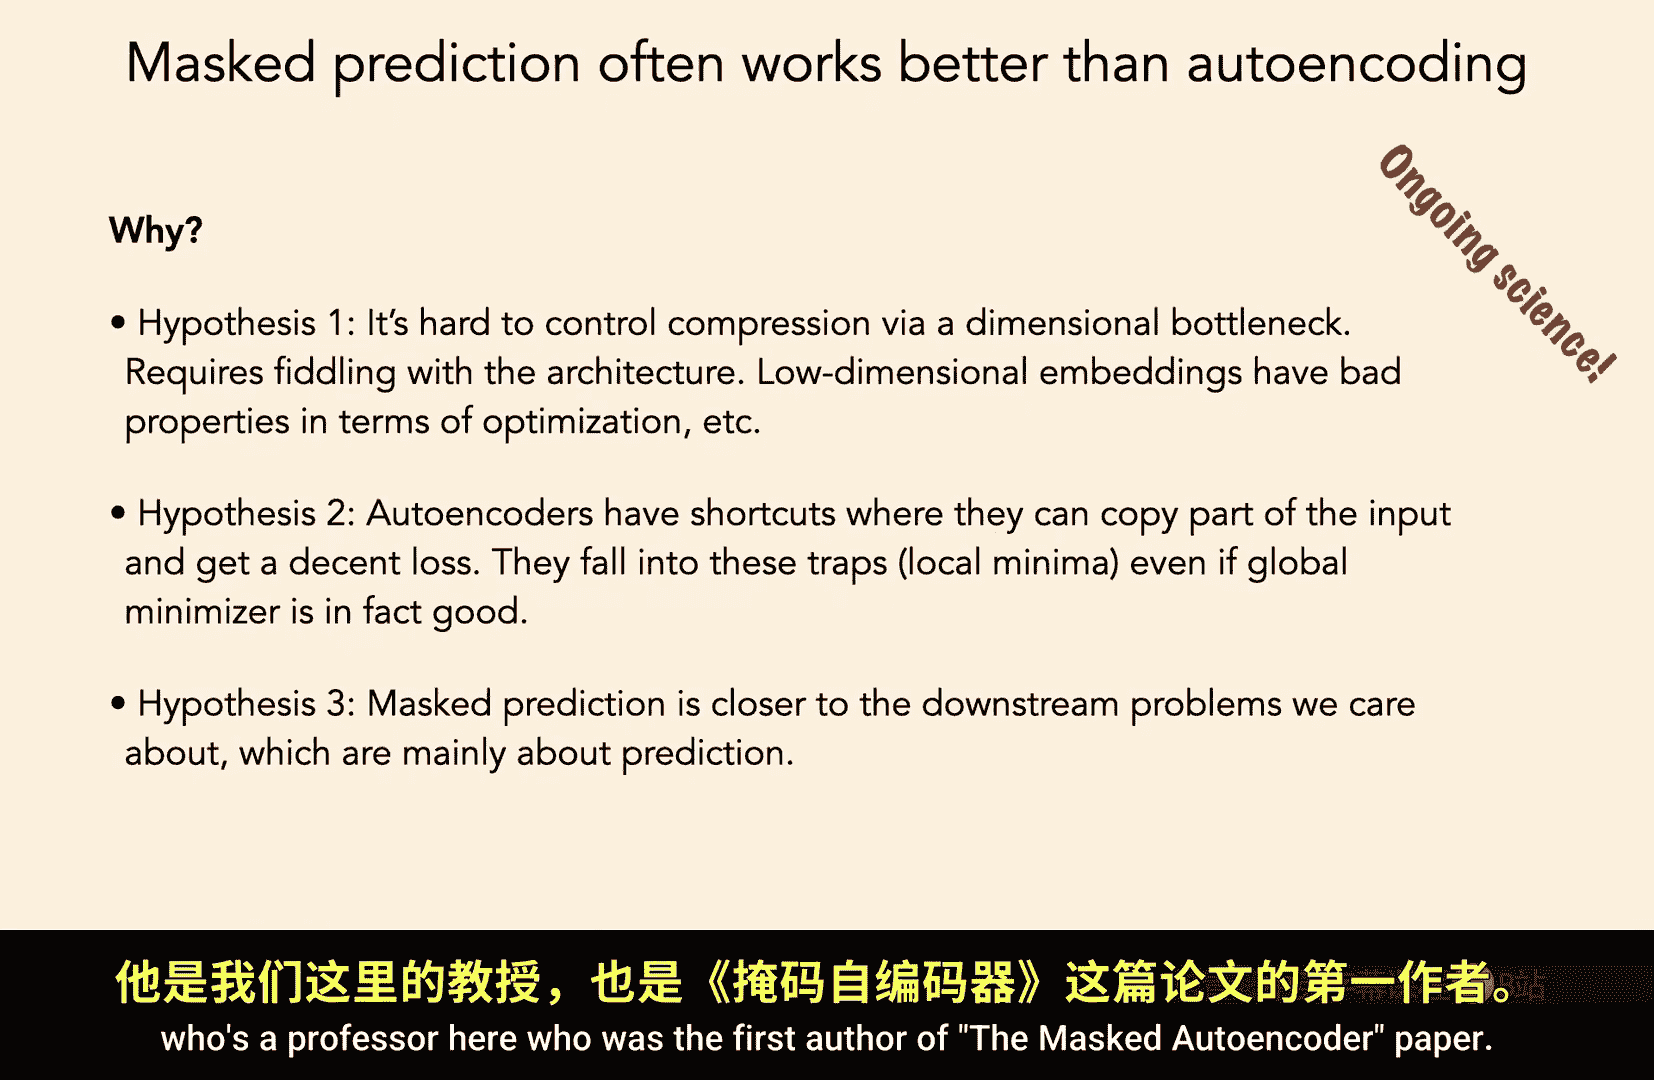 Masked prediction often works better than autoencoding
Ongoing science!
Why?
• Hypothesis 1: It's hard to control compression via a dimensional bottleneck.
Requires fiddling with the architecture. Low-dimensional embeddings have bad
properties in terms of optimization, etc.
• Hypothesis 2: Autoencoders have shortcuts where they can copy part of the input
and get a decent loss. They fall into these traps (local minima) even if global
minimizer is in fact good.
• Hypothesis 3: Masked prediction is closer to the downstream problems we care
about, which are mainly about prediction.
他是我们这里的教授，也是《掩码自编码器》这篇论文的第一作者。
who's a professor here who was the first author of "The Masked Autoencoder" paper.